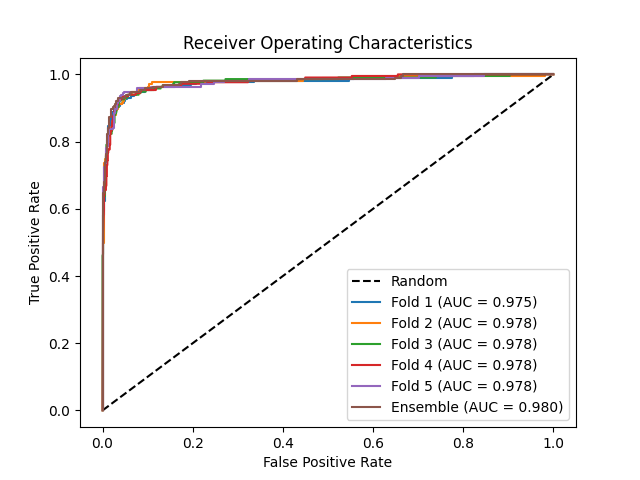 Receiver Operating Characteristics
True Positive Rate
1.0
0.8
0.6
0.4
0.2
0.0
Random
Fold 1 (AUC = 0.975)
Fold 2 (AUC = 0.978)
Fold 3 (AUC = 0.978)
Fold 4 (AUC = 0.978)
Fold 5 (AUC = 0.978)
Ensemble (AUC = 0.980)
0.0 0.2 0.4 0.6 0.8 1.0
False Positive Rate